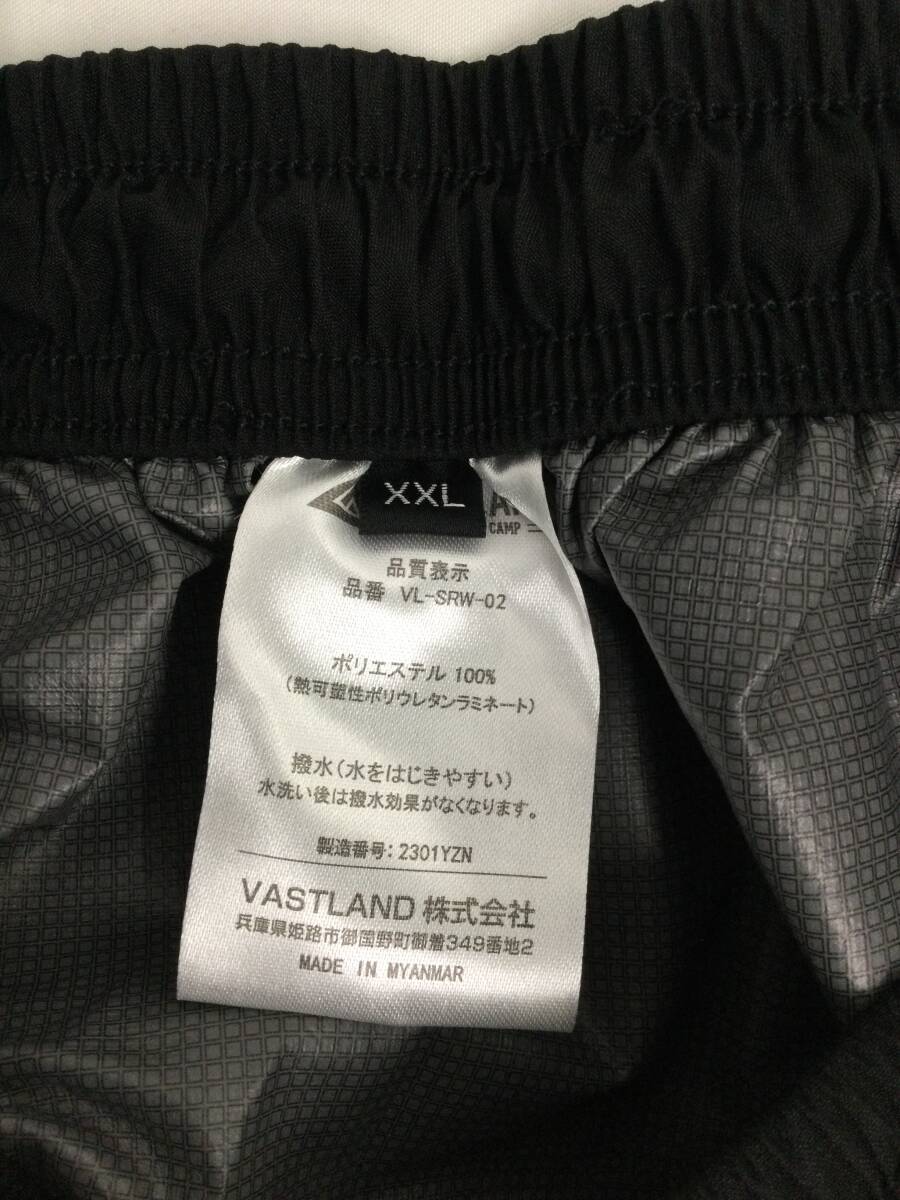 XXL
CAMP
品質表示
品番 VL-SRW-02
ポリエステル 100%
(熱可塑性ポリウレタンラミネート)
撥水(水をはじきやすい)
水洗い後は撥水効果がなくなります。
製造番号:2301YZN
VASTLAND 株式会社
兵庫県姫路市御国野町御着349番地2
MADE IN MYANMAR